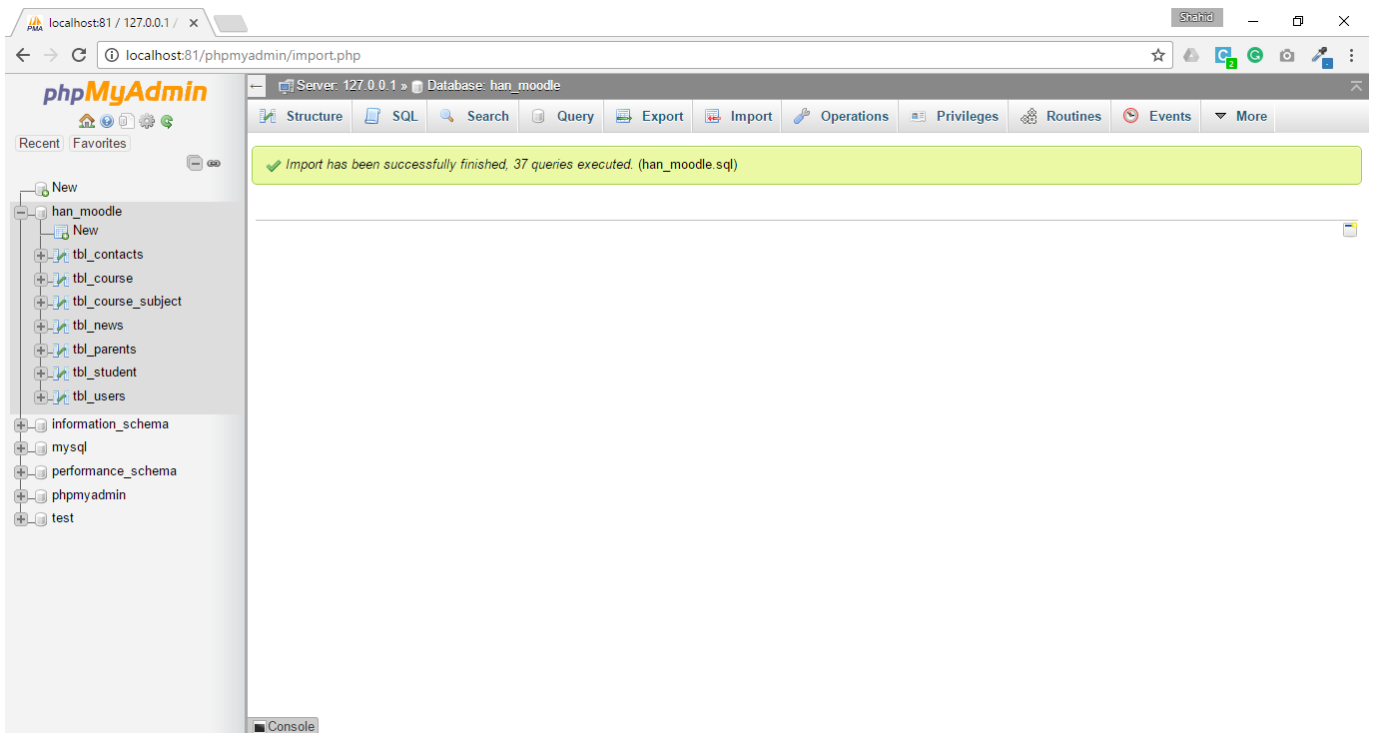 localhost:81 / 127.0.0.1 /
Shahid
localhost:81/phpmyadmin/import.php
phpMyAdmin
Recent Favorites
New
han_moodle
New
tbl_contacts
tbl_course
tbl_course_subject
tbl_news
tbl_parents
tbl_student
tbl_users
information_schema
mysql
performance_schema
phpmyadmin
test
Server: 127.0.0.1 » Database: han_moodle
Structure SQL Search Query Export Import Operations Privileges Routines Events More
Import has been successfully finished, 37 queries executed. (han_moodle.sql)
Console